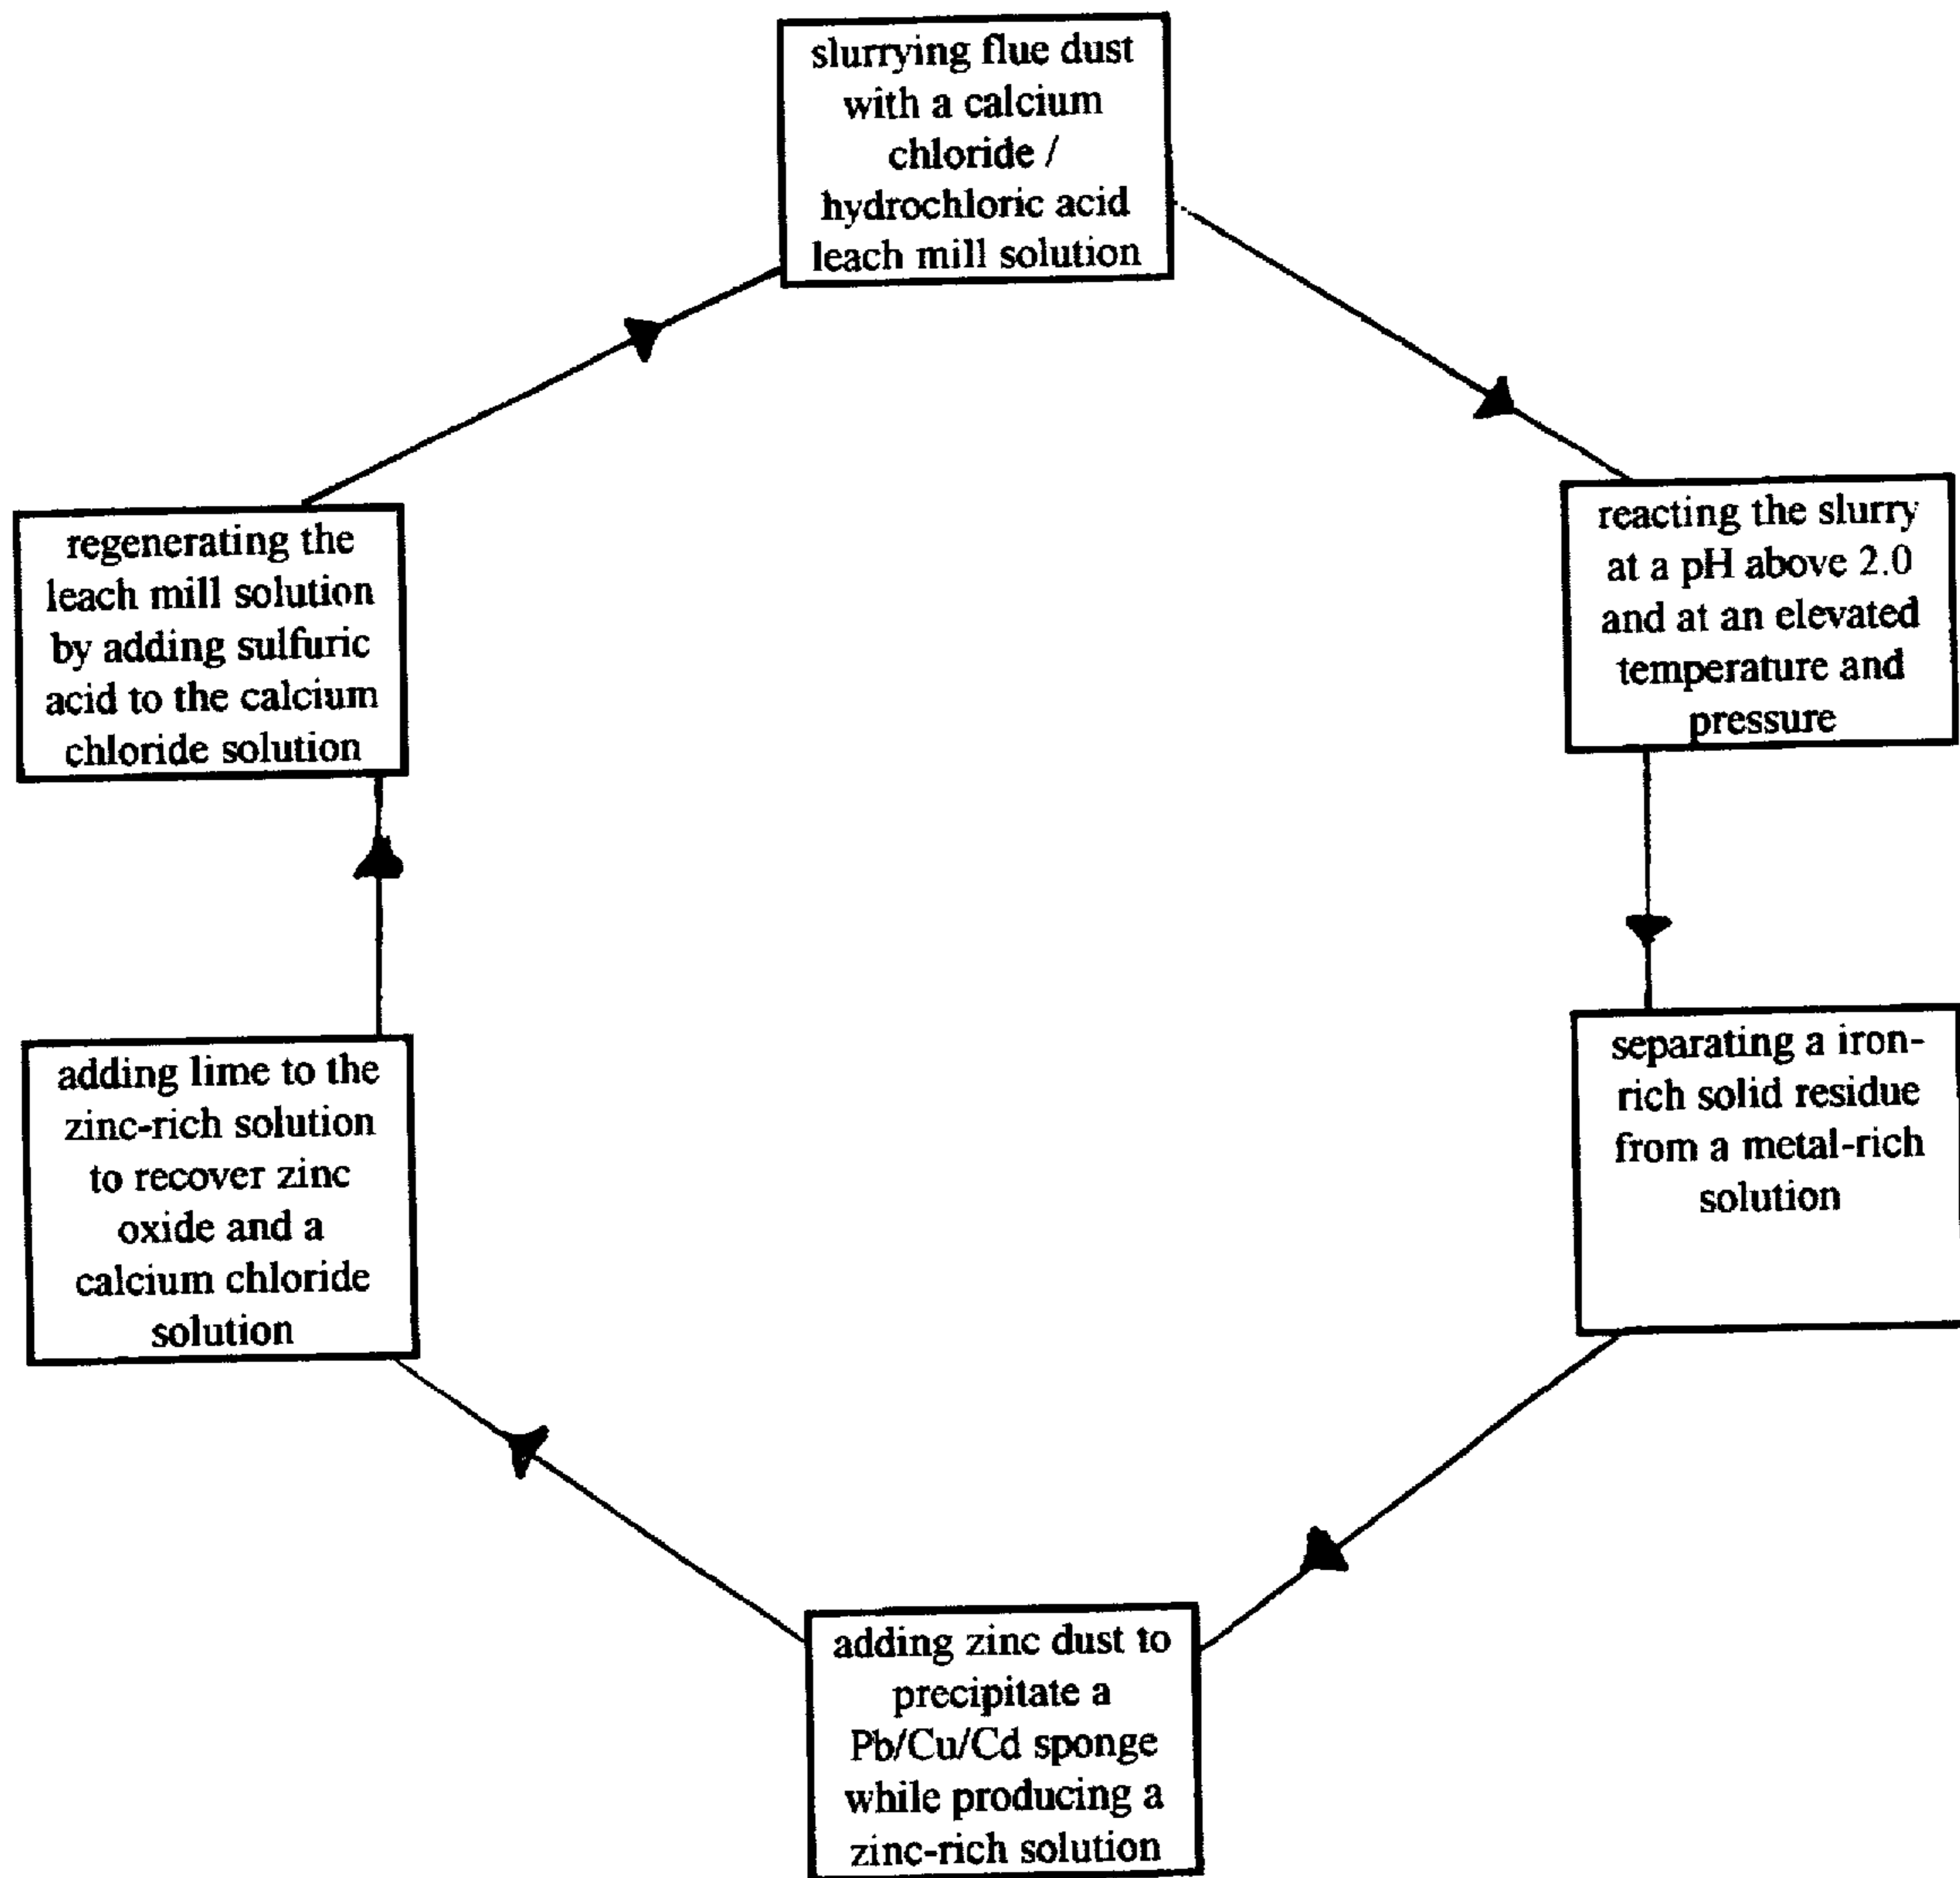 slurrying flue dust
with a calcium
chloride /
hydrochloric acid
leach mill solution
reacting the slurry
at a pH above 2.0
and at an elevated
temperature and
pressure
separating a iron-
rich solid residue
from a metal-rich
solution
adding zinc dust to
precipitate a
Pb/Cu/Cd sponge
while producing a
zinc-rich solution
adding lime to the
zinc-rich solution
to recover zinc
oxide and a
calcium chloride
solution
regenerating the
leach mill solution
by adding sulfuric
acid to the calcium
chloride solution